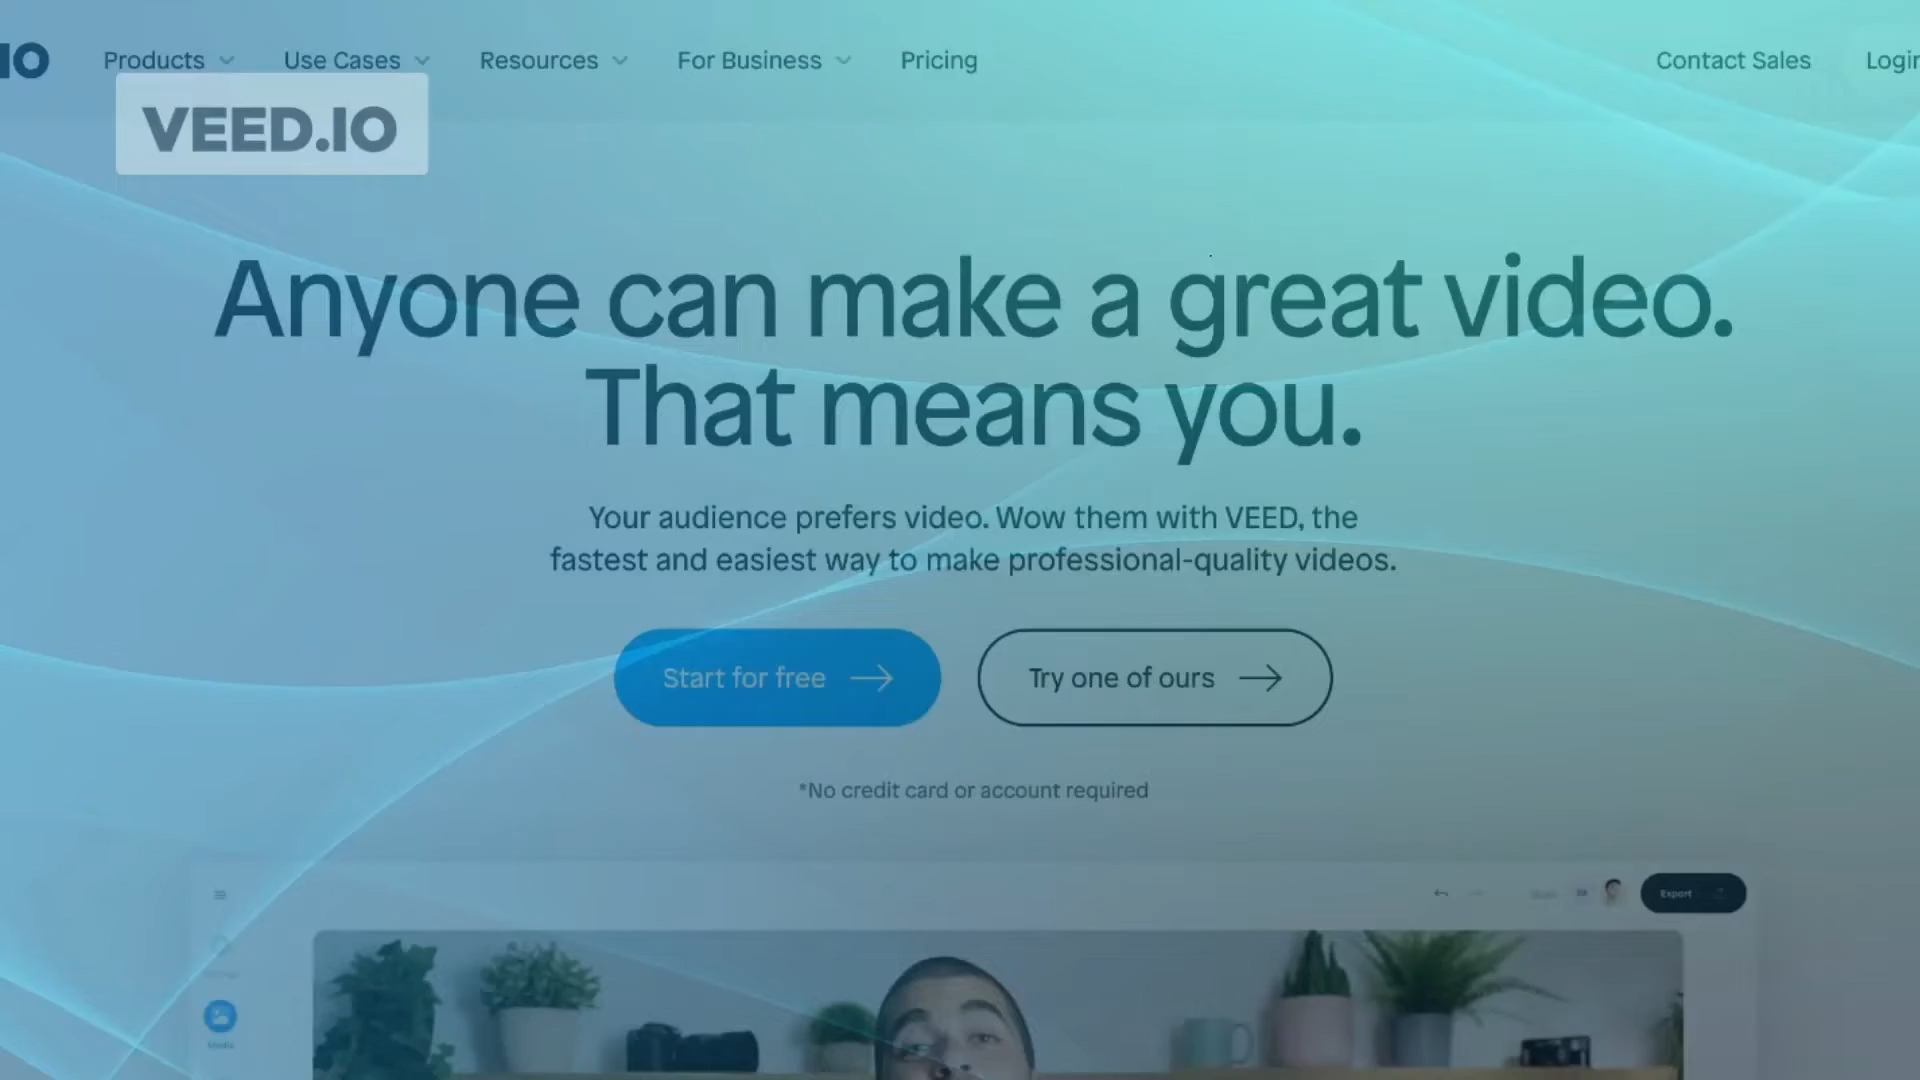 IO Products Use Cases Resources For Business Pricing Contact Sales Login
VEED.IO
Anyone can make a great video.
That means you.
Your audience prefers video. Wow them with VEED, the
fastest and easiest way to make professional-quality videos.
Start for free Try one of ours
*No credit card or account required
Export
Media